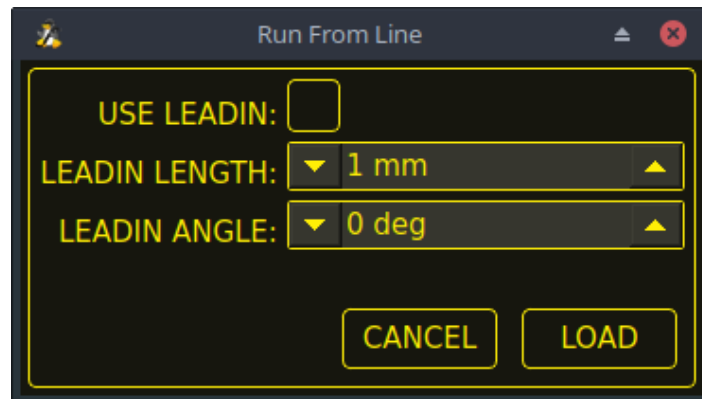 Run From Line
USE LEADIN:
LEADIN LENGTH: 1 mm
LEADIN ANGLE: 0 deg
CANCEL LOAD